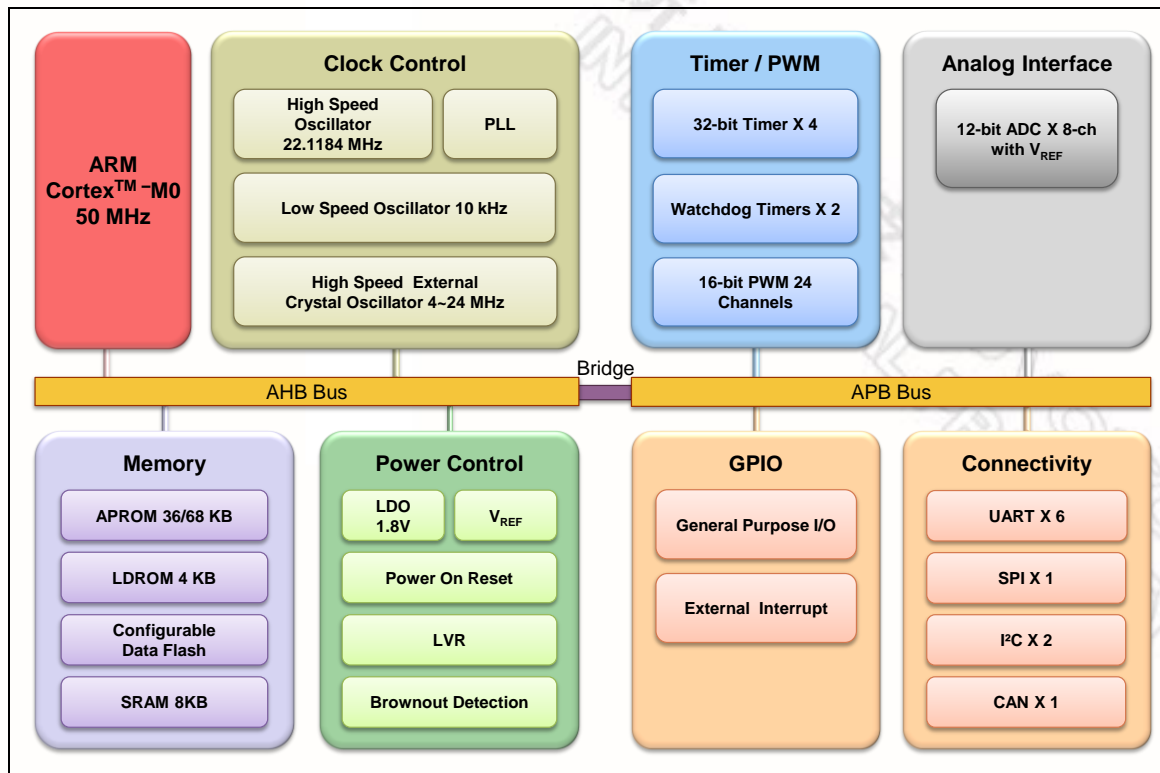 ARM
Cortex™ –M0
50 MHz
Clock Control
High Speed
Oscillator
22.1184 MHz
PLL
Low Speed Oscillator 10 kHz
High Speed External
Crystal Oscillator 4~24 MHz
Timer / PWM
32-bit Timer X 4
Watchdog Timers X 2
16-bit PWM 24
Channels
Analog Interface
12-bit ADC X 8-ch
with VREF
AHB Bus
Bridge
APB Bus
Memory
APROM 36/68 KB
LDROM 4 KB
Configurable
Data Flash
SRAM 8KB
Power Control
LDO
1.8V
VREF
Power On Reset
LVR
Brownout Detection
GPIO
General Purpose I/O
External Interrupt
Connectivity
UART X 6
SPI X 1
I²C X 2
CAN X 1